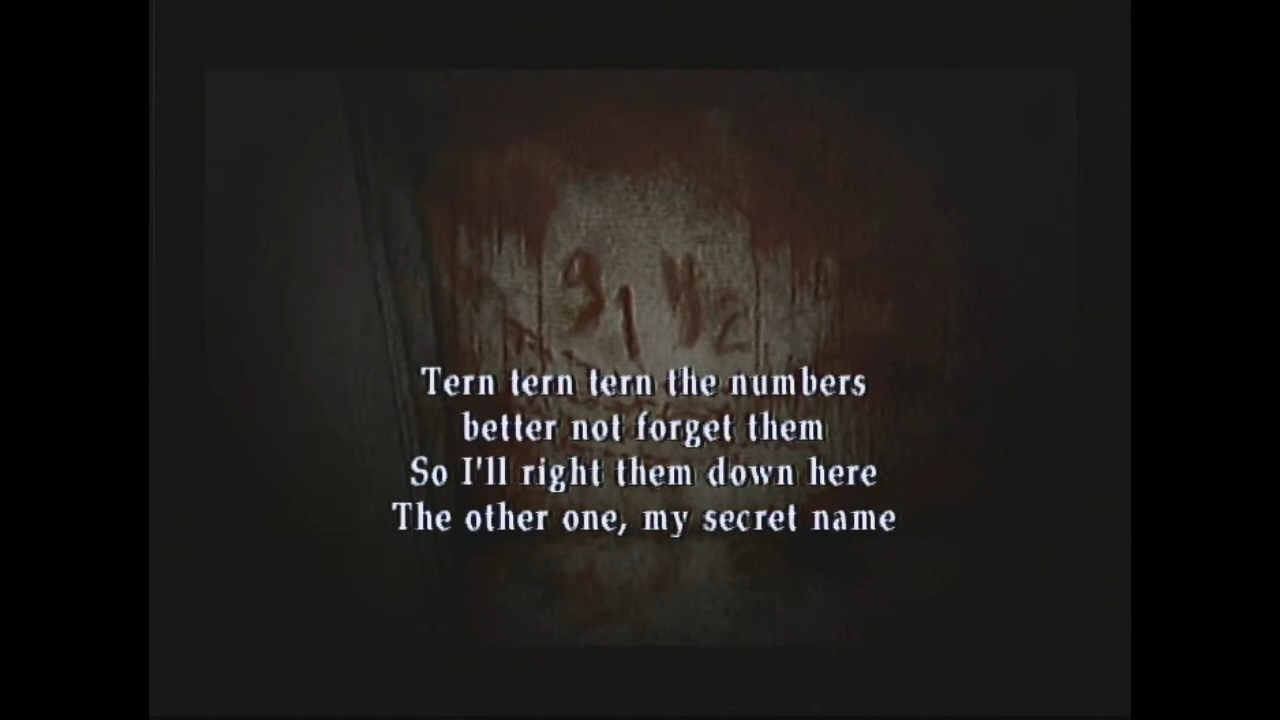 Tern tern tern the numbers
better not forget them
So I'll right them down here
The other one, my secret name